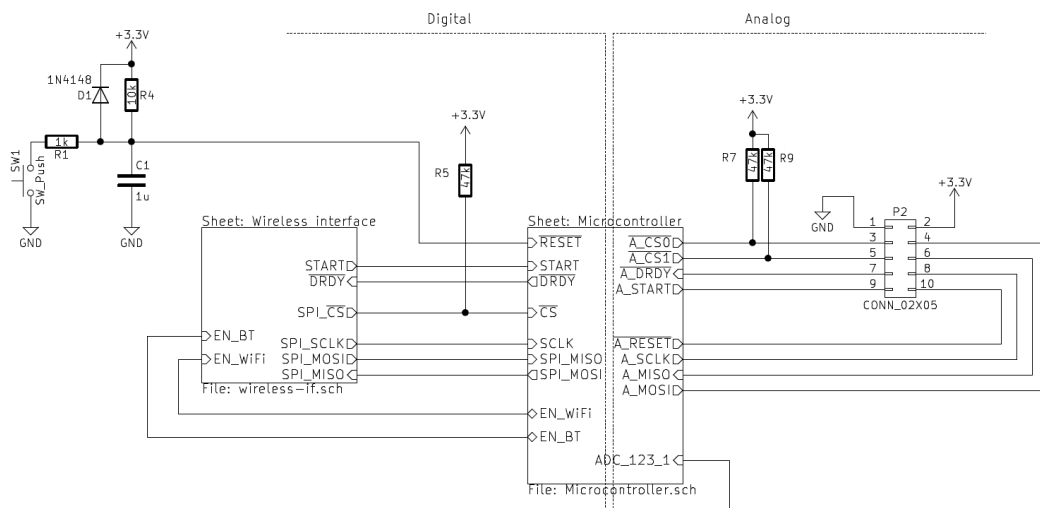 Digital
Analog
+3.3V
1N4148
D1
10k
R4
1k
R1
SW1
SW_Push
C1
1u
GND
GND
+3.3V
R5
47k
+3.3V
R7
47k
47k
R9
GND
+3.3V
P2
1
2
3
4
5
6
7
8
9
10
CONN_02X05
Sheet: Wireless interface
START
DRDY
SPI_CS
EN_BT
SPI_SCLK
EN_WiFi
SPI_MOSI
SPI_MISO
File: wireless-if.sch
Sheet: Microcontroller
RESET
START
DRDY
CS
SCLK
SPI_MISO
SPI_MOSI
EN_WiFi
EN_BT
A_CS0
A_CS1
A_DRDY
A_START
A_RESET
A_SCLK
A_MISO
A_MOSI
ADC_123_1
File: Microcontroller.sch